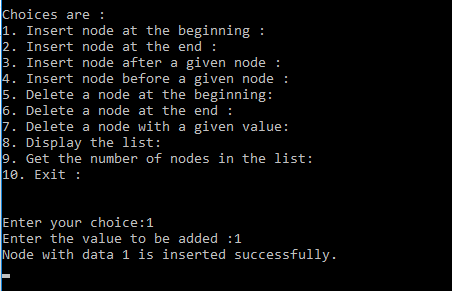 Choices are :
1. Insert node at the beginning :
2. Insert node at the end :
3. Insert node after a given node :
4. Insert node before a given node :
5. Delete a node at the beginning:
6. Delete a node at the end :
7. Delete a node with a given value:
8. Display the list:
9. Get the number of nodes in the list:
10. Exit :
Enter your choice:1
Enter the value to be added :1
Node with data 1 is inserted successfully.